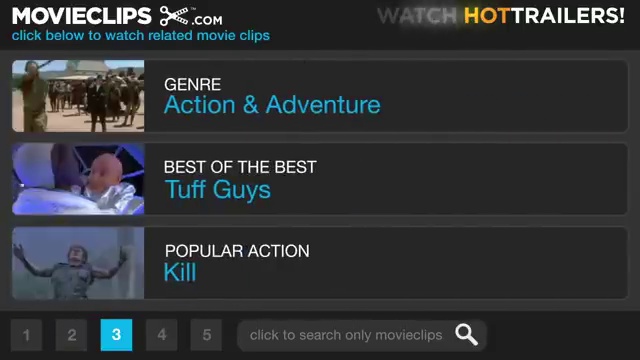 MOVIECLIPS .COM
WATCH HOTTRAILERS!
click below to watch related movie clips
GENRE
Action & Adventure
BEST OF THE BEST
Tuff Guys
POPULAR ACTION
Kill
1 2 3 4 5 click to search only movieclips